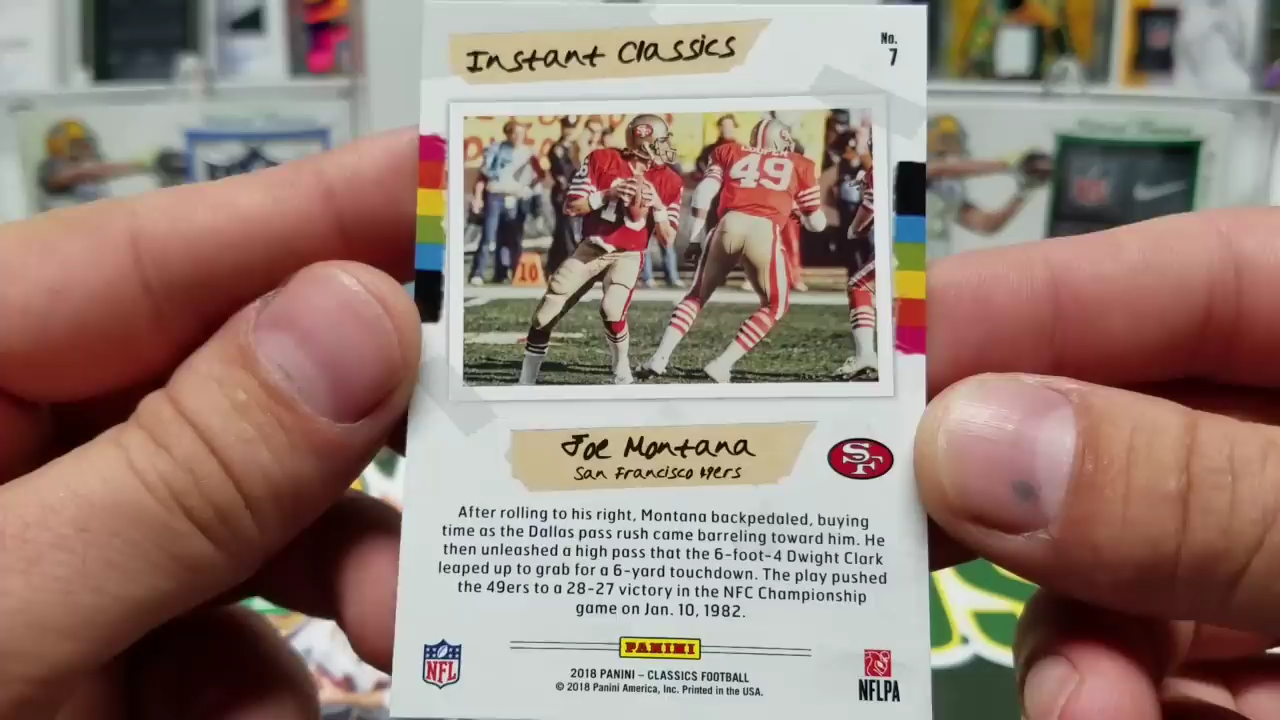 Instant Classics
No.
7
49
16
10
Joe Montana
San Francisco 49ers
SF
After rolling to his right, Montana backpedaled, buying
time as the Dallas pass rush came barreling toward him. He
then unleashed a high pass that the 6-foot-4 Dwight Clark
leaped up to grab for a 6-yard touchdown. The play pushed
the 49ers to a 28-27 victory in the NFC Championship
game on Jan. 10, 1982.
NFL
PANINI
2018 PANINI – CLASSICS FOOTBALL
© 2018 Panini America, Inc. Printed in the USA.
NFLPA